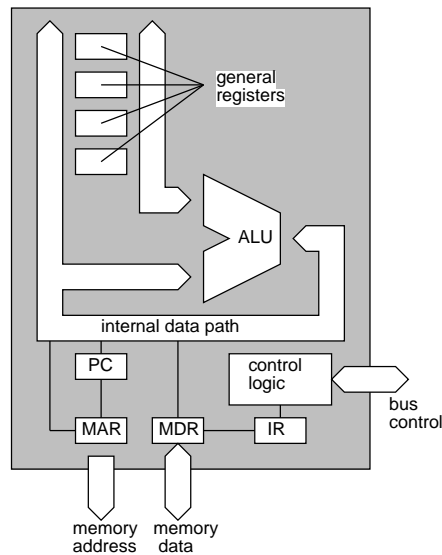 general
registers
ALU
internal data path
PC
control
logic
bus
control
MAR
MDR
IR
memory
address
memory
data